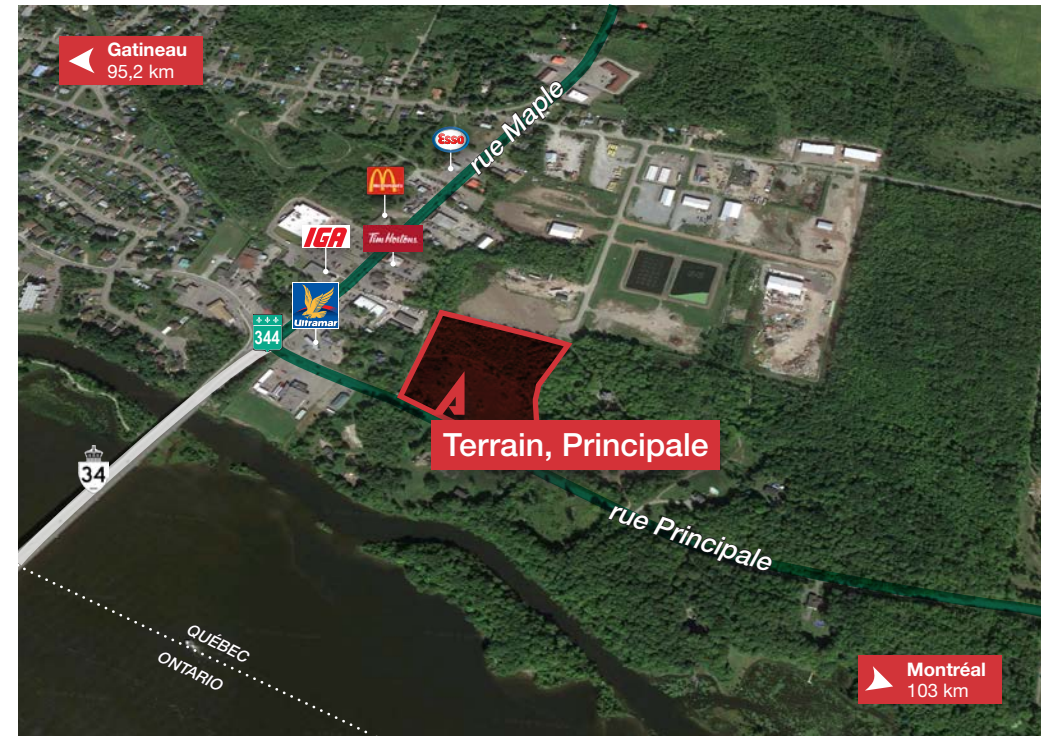 Gatineau
95,2 km
rue Maple
Esso
IGA
Tim Hortons
Ultramar
344
34
Terrain, Principale
rue Principale
QUÉBEC
ONTARIO
Montréal
103 km